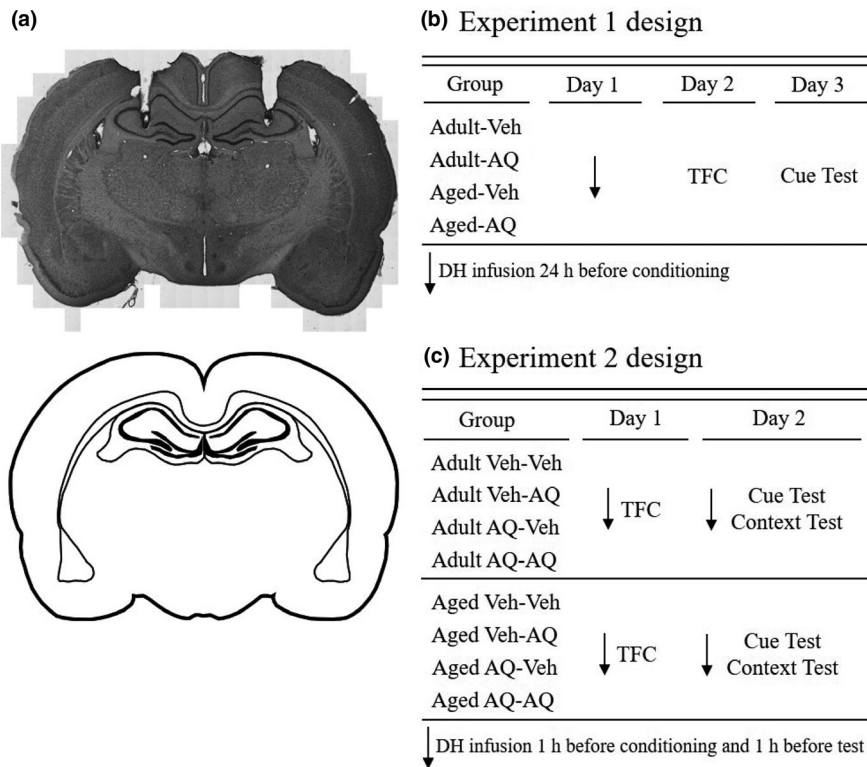 (a)
(b) Experiment 1 design
Group Day 1 Day 2 Day 3
Adult-Veh
Adult-AQ
Aged-Veh
Aged-AQ
TFC Cue Test
DH infusion 24 h before conditioning
(c) Experiment 2 design
Group Day 1 Day 2
Adult Veh-Veh
Adult Veh-AQ
Adult AQ-Veh
Adult AQ-AQ
TFC
Cue Test
Context Test
Aged Veh-Veh
Aged Veh-AQ
Aged AQ-Veh
Aged AQ-AQ
TFC
Cue Test
Context Test
DH infusion 1 h before conditioning and 1 h before test